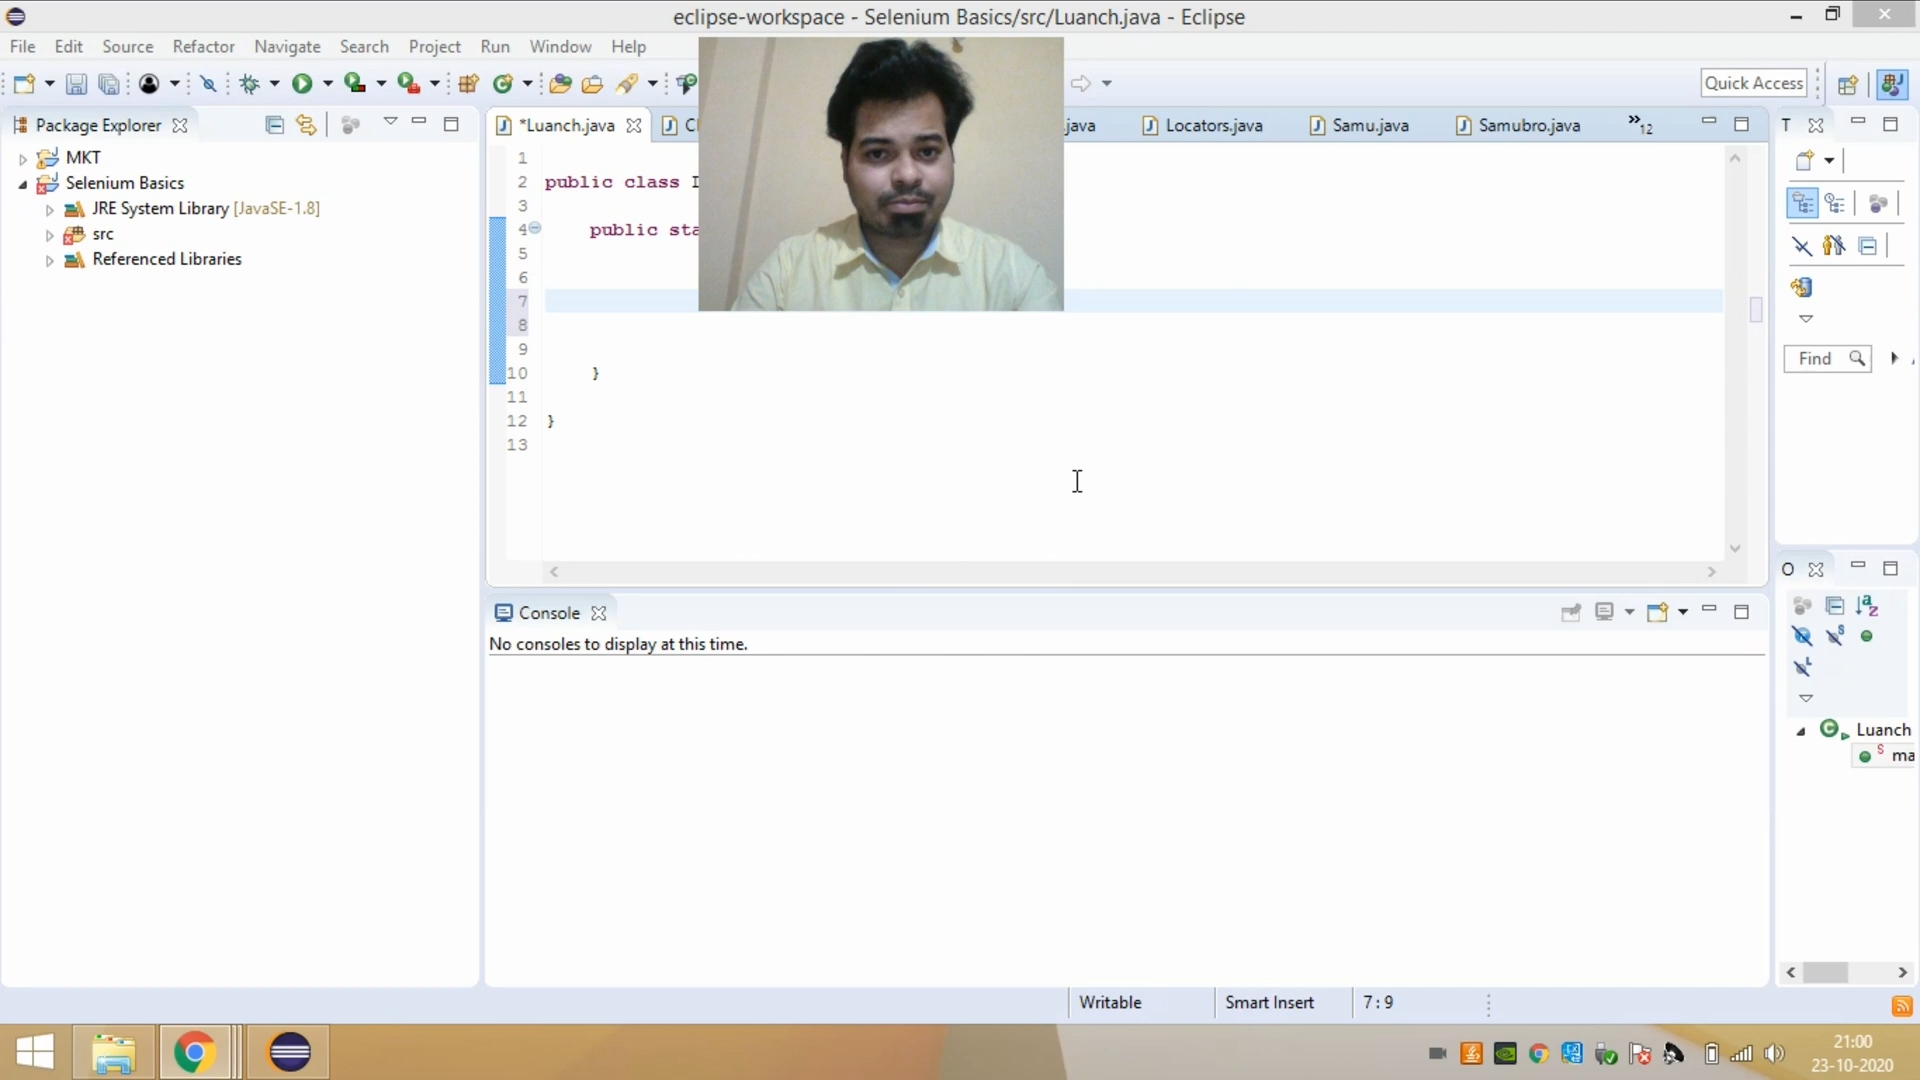 eclipse-workspace - Selenium Basics/src/Luanch.java - Eclipse
File Edit Source Refactor Navigate Search Project Run Window Help
Quick Access
Package Explorer
*Luanch.java
.java
Locators.java
Samu.java
Samubro.java
»12
T
MKT
Selenium Basics
JRE System Library [JavaSE-1.8]
src
Referenced Libraries
1
2 public class
3
4 public sta
5
6
7
8
9
10 }
11
12 }
13
Find
Console
No consoles to display at this time.
O
Luanch
ma
Writable Smart Insert 7 : 9
21:00
23-10-2020